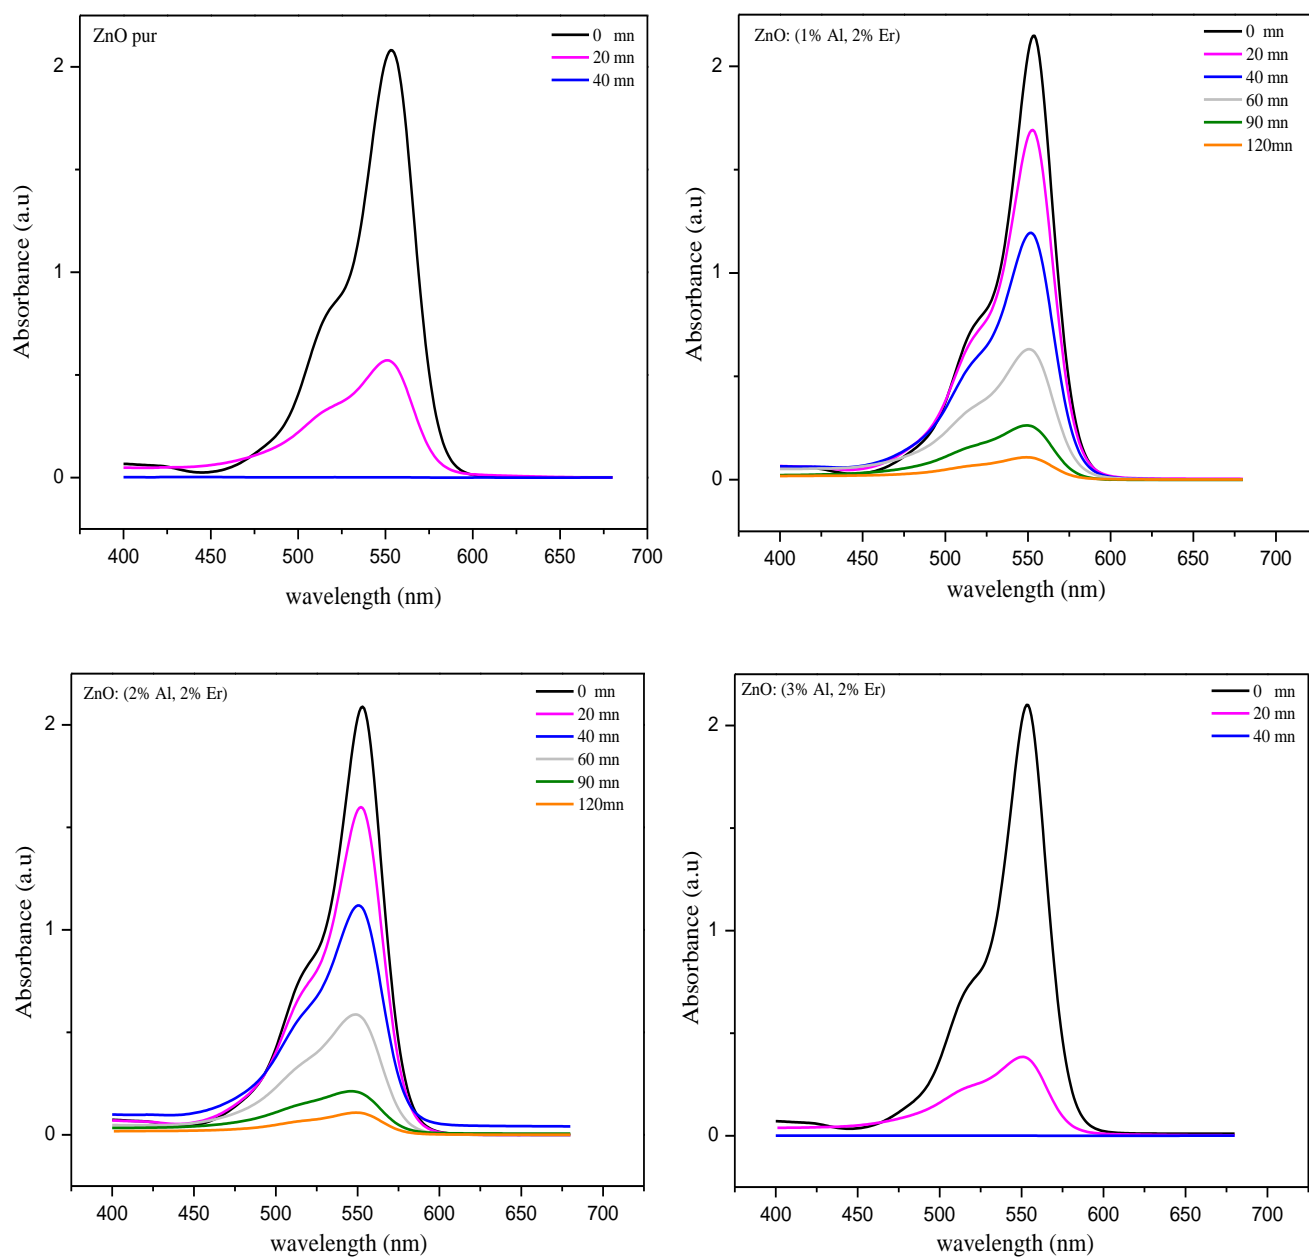 ZnO pur
0 mn
20 mn
40 mn
2
1
0
Absorbance (a.u)
400 450 500 550 600 650 700
wavelength (nm)
ZnO: (1% Al, 2% Er)
0 mn
20 mn
40 mn
60 mn
90 mn
120mn
2
1
0
Absorbance (a.u)
400 450 500 550 600 650 700
wavelength (nm)
ZnO: (2% Al, 2% Er)
0 mn
20 mn
40 mn
60 mn
90 mn
120mn
2
1
0
Absorbance (a.u)
400 450 500 550 600 650 700
wavelength (nm)
ZnO: (3% Al, 2% Er)
0 mn
20 mn
40 mn
2
1
0
Absorbance (a.u)
400 450 500 550 600 650 700
wavelength (nm)